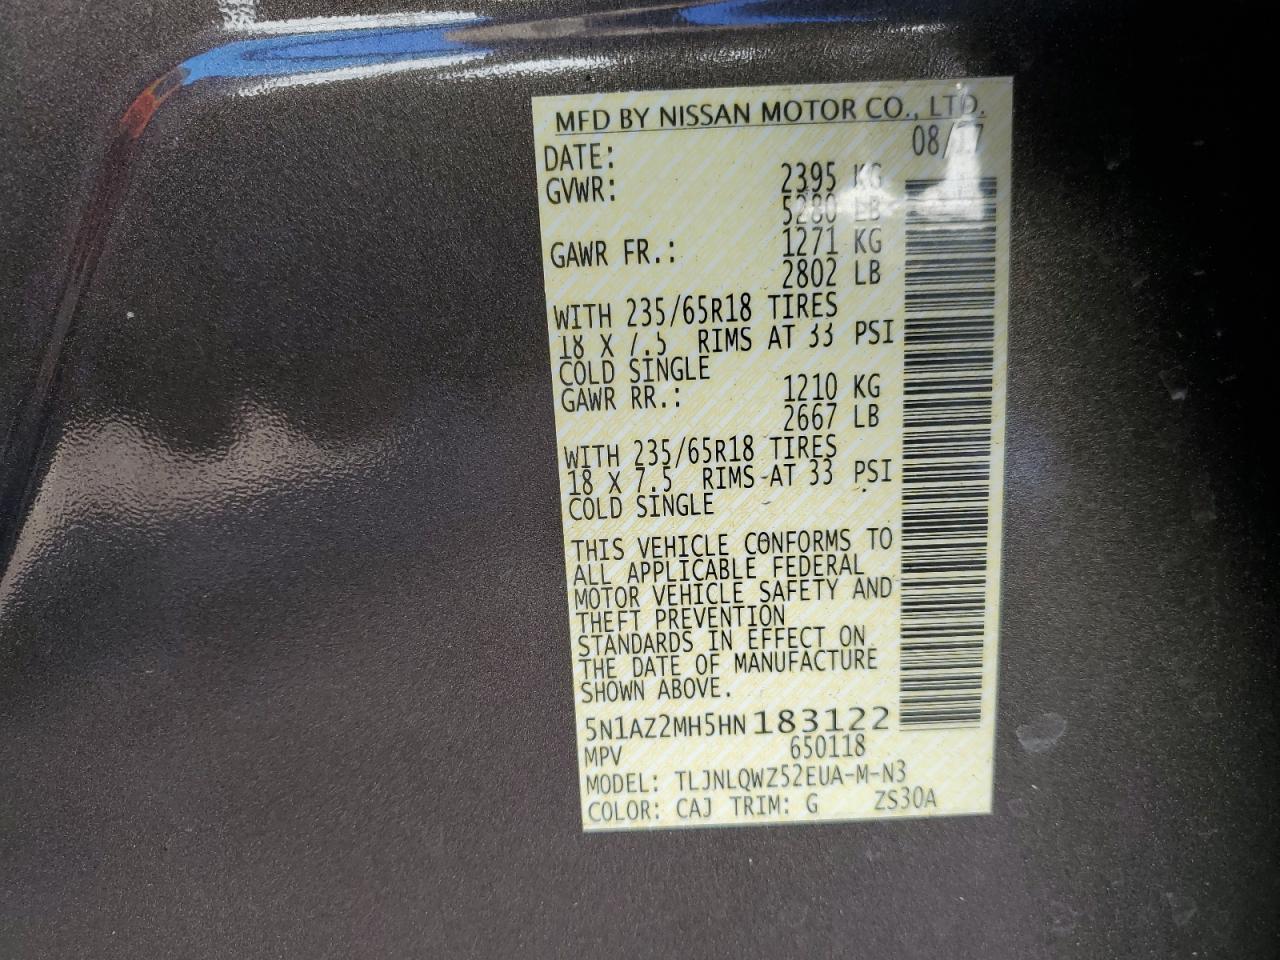 MFD BY NISSAN MOTOR CO., LTD.
DATE: 08/17
GVWR: 2395 KG
5280 LB
GAWR FR.: 1271 KG
2802 LB
WITH 235/65R18 TIRES
18 X 7.5 RIMS AT 33 PSI
COLD SINGLE
GAWR RR.: 1210 KG
2667 LB
WITH 235/65R18 TIRES
18 X 7.5 RIMS AT 33 PSI
COLD SINGLE
THIS VEHICLE CONFORMS TO
ALL APPLICABLE FEDERAL
MOTOR VEHICLE SAFETY AND
THEFT PREVENTION
STANDARDS IN EFFECT ON
THE DATE OF MANUFACTURE
SHOWN ABOVE.
5N1AZ2MH5HN183122
MPV 650118
MODEL: TLJNLQWZ52EUA-M-N3
COLOR: CAJ TRIM: G ZS30A